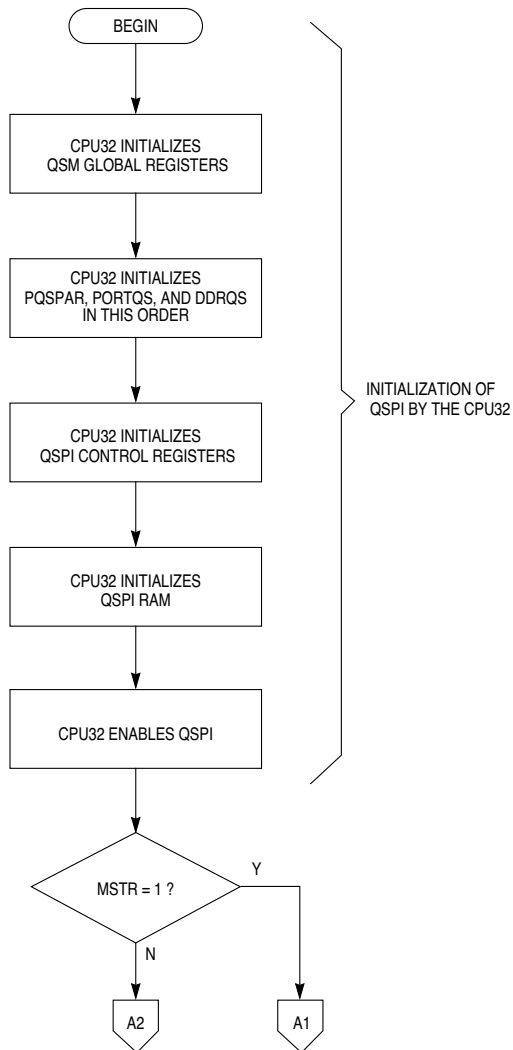 BEGIN
CPU32 INITIALIZES
QSM GLOBAL REGISTERS
CPU32 INITIALIZES
PQSPAR, PORTQS, AND DDRQS
IN THIS ORDER
CPU32 INITIALIZES
QSPI CONTROL REGISTERS
CPU32 INITIALIZES
QSPI RAM
CPU32 ENABLES QSPI
INITIALIZATION OF
QSPI BY THE CPU32
MSTR = 1 ?
Y
N
A2
A1